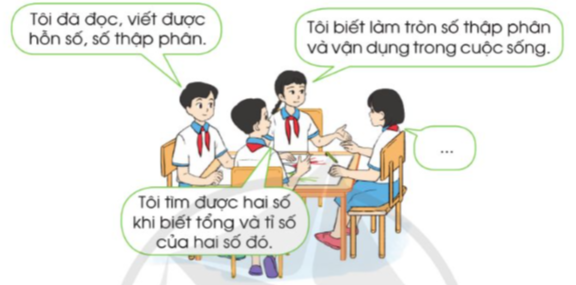 Tôi đã đọc, viết được
hỗn số, số thập phân.
Tôi biết làm tròn số thập phân
và vận dụng trong cuộc sống.
...
Tôi tìm được hai số
khi biết tổng và tỉ số
của hai số đó.